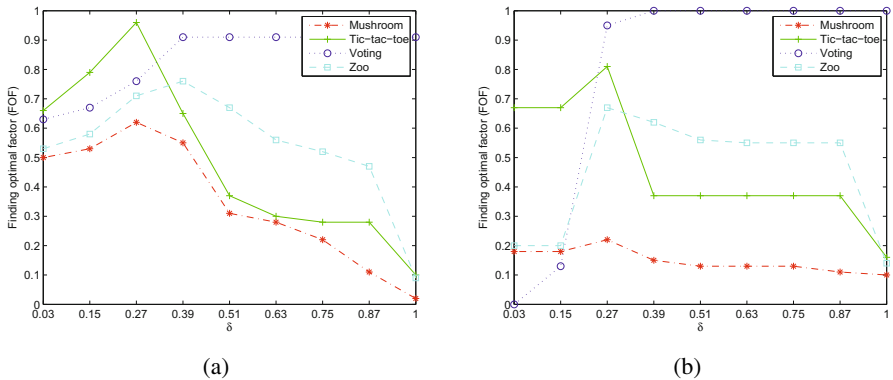 Finding optimal factor (FOF)
1
0.9
0.8
0.7
0.6
0.5
0.4
0.3
0.2
0.1
0
0.03 0.15 0.27 0.39 0.51 0.63 0.75 0.87 1
δ
Mushroom
Tic−tac−toe
Voting
Zoo
(a)
Finding optimal factor (FOF)
1
0.9
0.8
0.7
0.6
0.5
0.4
0.3
0.2
0.1
0
0.03 0.15 0.27 0.39 0.51 0.63 0.75 0.87 1
δ
Mushroom
Tic−tac−toe
Voting
Zoo
(b)